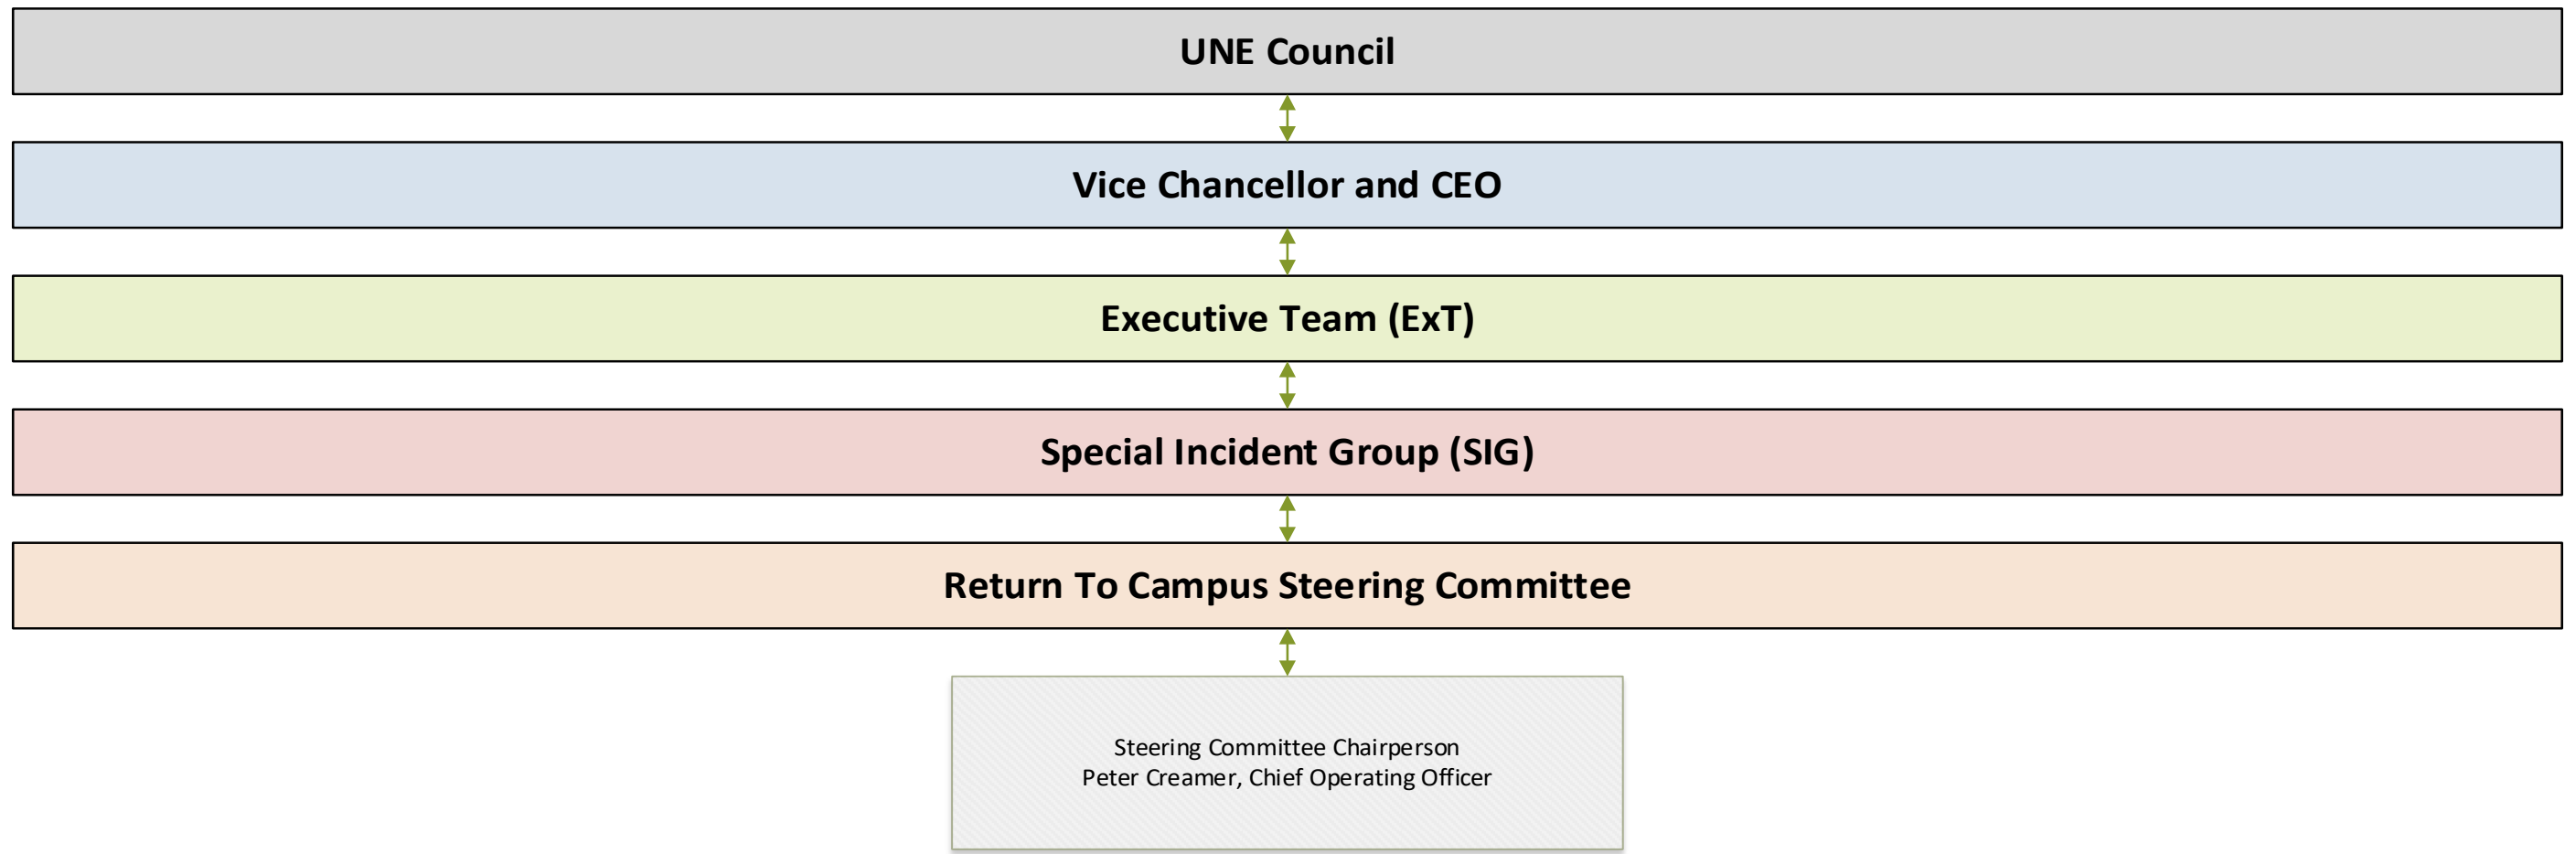 UNE Council
Vice Chancellor and CEO
Executive Team (ExT)
Special Incident Group (SIG)
Return To Campus Steering Committee
Steering Committee Chairperson
Peter Creamer, Chief Operating Officer